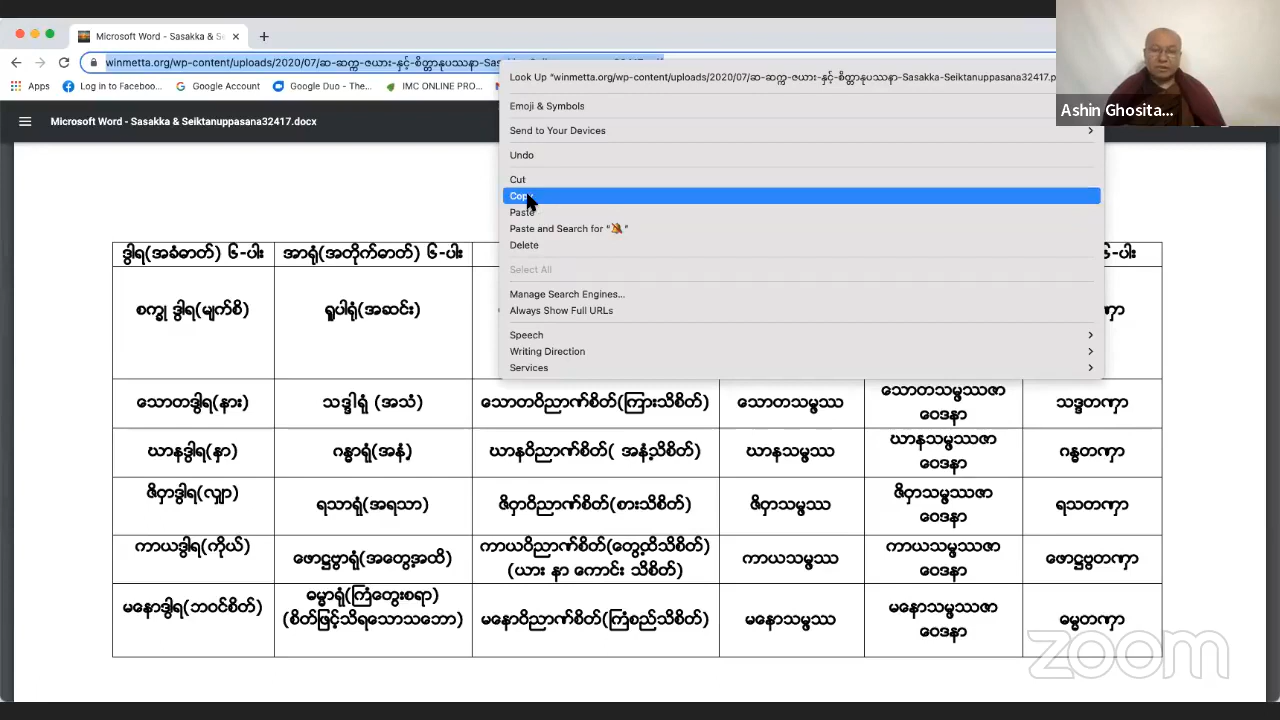 Microsoft Word - Sasakka & Se
winmetta.org/wp-content/uploads/2020/07/ဆ-ဆက္က-ဇယား-နှင့်-စိတ္တာနုပဿနာ-Sas
Apps
Log in to Faceboo...
Google Account
Google Duo - The...
IMC ONLINE PRO...
Look Up “winmetta.org/wp-content/uploads/2020/07/ဆ-ဆက္က-ဇယား-နှင့်-စိတ္တာနုပဿနာ-Sasakka-Seiktanuppasana32417.p
Ashin Ghosita...
Emoji & Symbols
Microsoft Word - Sasakka & Seiktanuppasana32417.docx
Send to Your Devices
Undo
Cut
Copy
Paste
Paste and Search for “🔔”
Delete
Select All
Manage Search Engines...
Always Show Full URLs
Speech
Writing Direction
Services
ဒွါရ(အခံဓာတ်) ၆-ပါး အာရုံ(အတိုက်ဓာတ်) ၆-ပါး ၆-ပါး
စက္ခု ဒွါရ(မျက်စိ) ရူပါရုံ(အဆင်း)
သောတဒွါရ(နား) သဒ္ဒါရုံ (အသံ) သောတဝိညာဏ်စိတ်(ကြားသိစိတ်) သောတသမ္ဖဿ သောတသမ္ဖဿဇာ ဝေဒနာ သဒ္ဒတဏှာ
ဃာနဒွါရ(နှာ) ဂန္ဓာရုံ(အနံ့) ဃာနဝိညာဏ်စိတ်( အနံ့သိစိတ်) ဃာနသမ္ဖဿ ဃာနသမ္ဖဿဇာ ဝေဒနာ ဂန္ဓတဏှာ
ဇိဝှာဒွါရ(လျှာ) ရသာရုံ(အရသာ) ဇိဝှာဝိညာဏ်စိတ်(စားသိစိတ်) ဇိဝှာသမ္ဖဿ ဇိဝှာသမ္ဖဿဇာ ဝေဒနာ ရသတဏှာ
ကာယဒွါရ(ကိုယ်) ဖောဋ္ဌဗ္ဗာရုံ(အတွေ့အထိ) ကာယဝိညာဏ်စိတ်(တွေ့ထိသိစိတ်) (ယား နာ ကောင်း သိစိတ်) ကာယသမ္ဖဿ ကာယသမ္ဖဿဇာ ဝေဒနာ ဖောဋ္ဌဗ္ဗတဏှာ
မနောဒွါရ(ဘဝင်စိတ်) ဓမ္မာရုံ(ကြံတွေးစရာ) (စိတ်ဖြင့်သိရသောသဘော) မနောဝိညာဏ်စိတ်(ကြံစည်သိစိတ်) မနောသမ္ဖဿ မနောသမ္ဖဿဇာ ဝေဒနာ ဓမ္မတဏှာ
zoom